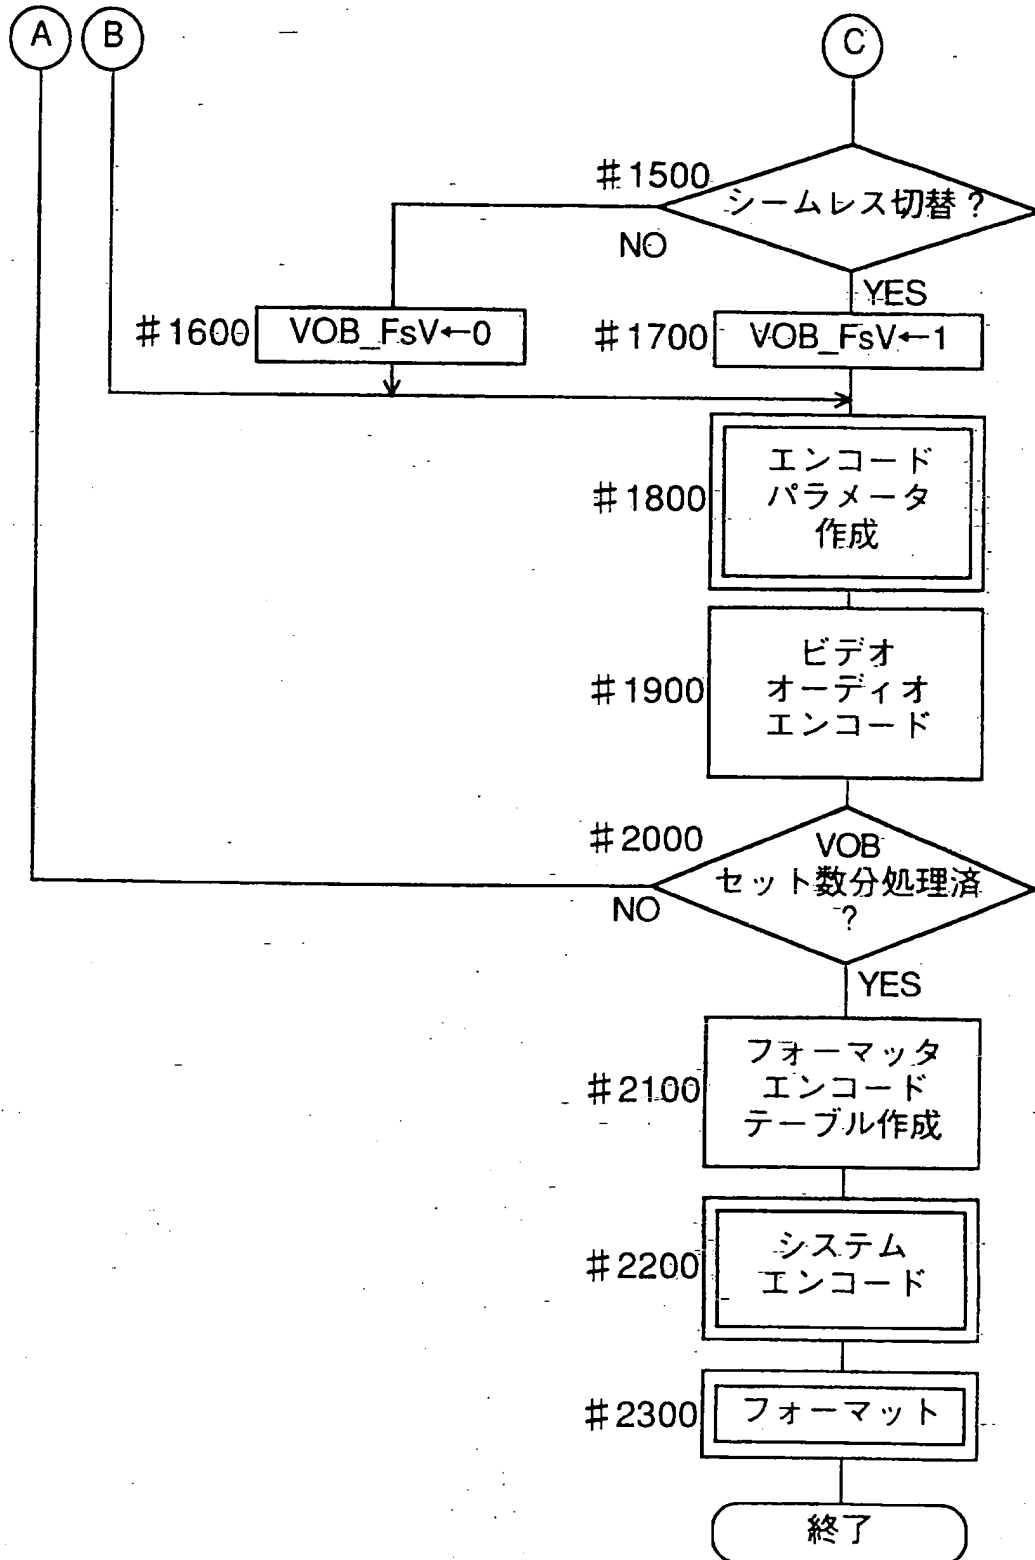 A
B
C
#1500
シームレス切替?
NO
YES
#1600
VOB_FsV←0
#1700
VOB_FsV←1
#1800
エンコード
パラメータ
作成
#1900
ビデオ
オーディオ
エンコード
#2000
VOB
セット数分処理済
?
NO
YES
#2100
フォーマッタ
エンコード
テーブル作成
#2200
システム
エンコード
#2300
フォーマット
終了